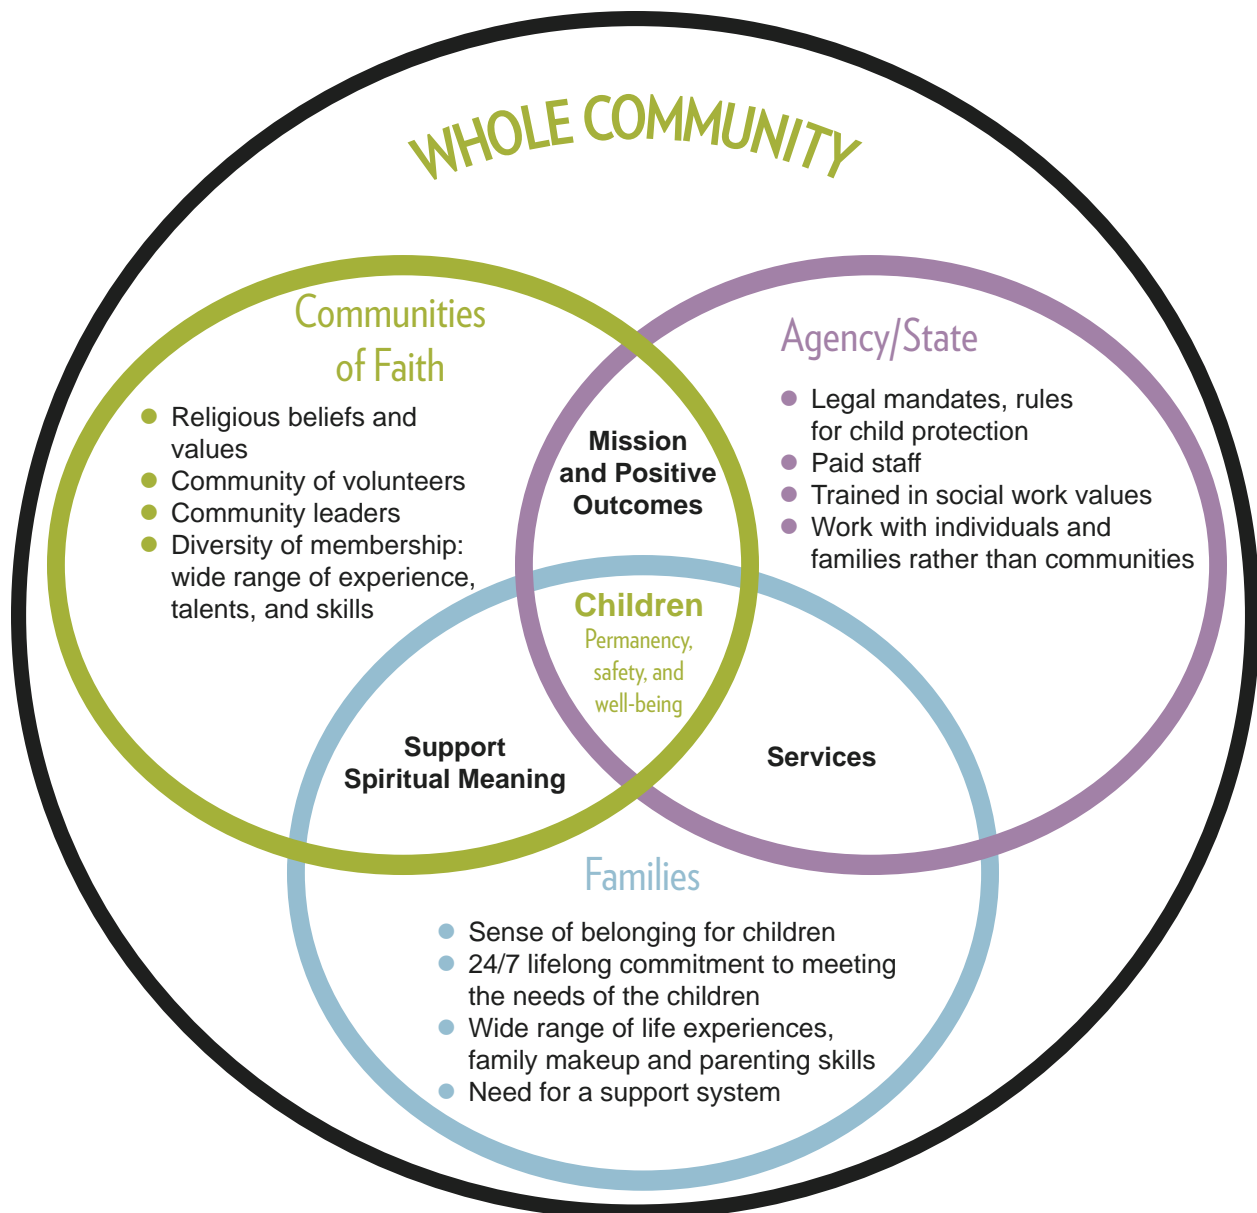 WHOLE COMMUNITY
Communities
of Faith
● Religious beliefs and
values
● Community of volunteers
● Community leaders
● Diversity of membership:
wide range of experience,
talents, and skills
Agency/State
● Legal mandates, rules
for child protection
● Paid staff
● Trained in social work values
● Work with individuals and
families rather than communities
Mission
and Positive
Outcomes
Children
Permanency,
safety, and
well-being
Support
Spiritual Meaning
Services
Families
● Sense of belonging for children
● 24/7 lifelong commitment to meeting
the needs of the children
● Wide range of life experiences,
family makeup and parenting skills
● Need for a support system